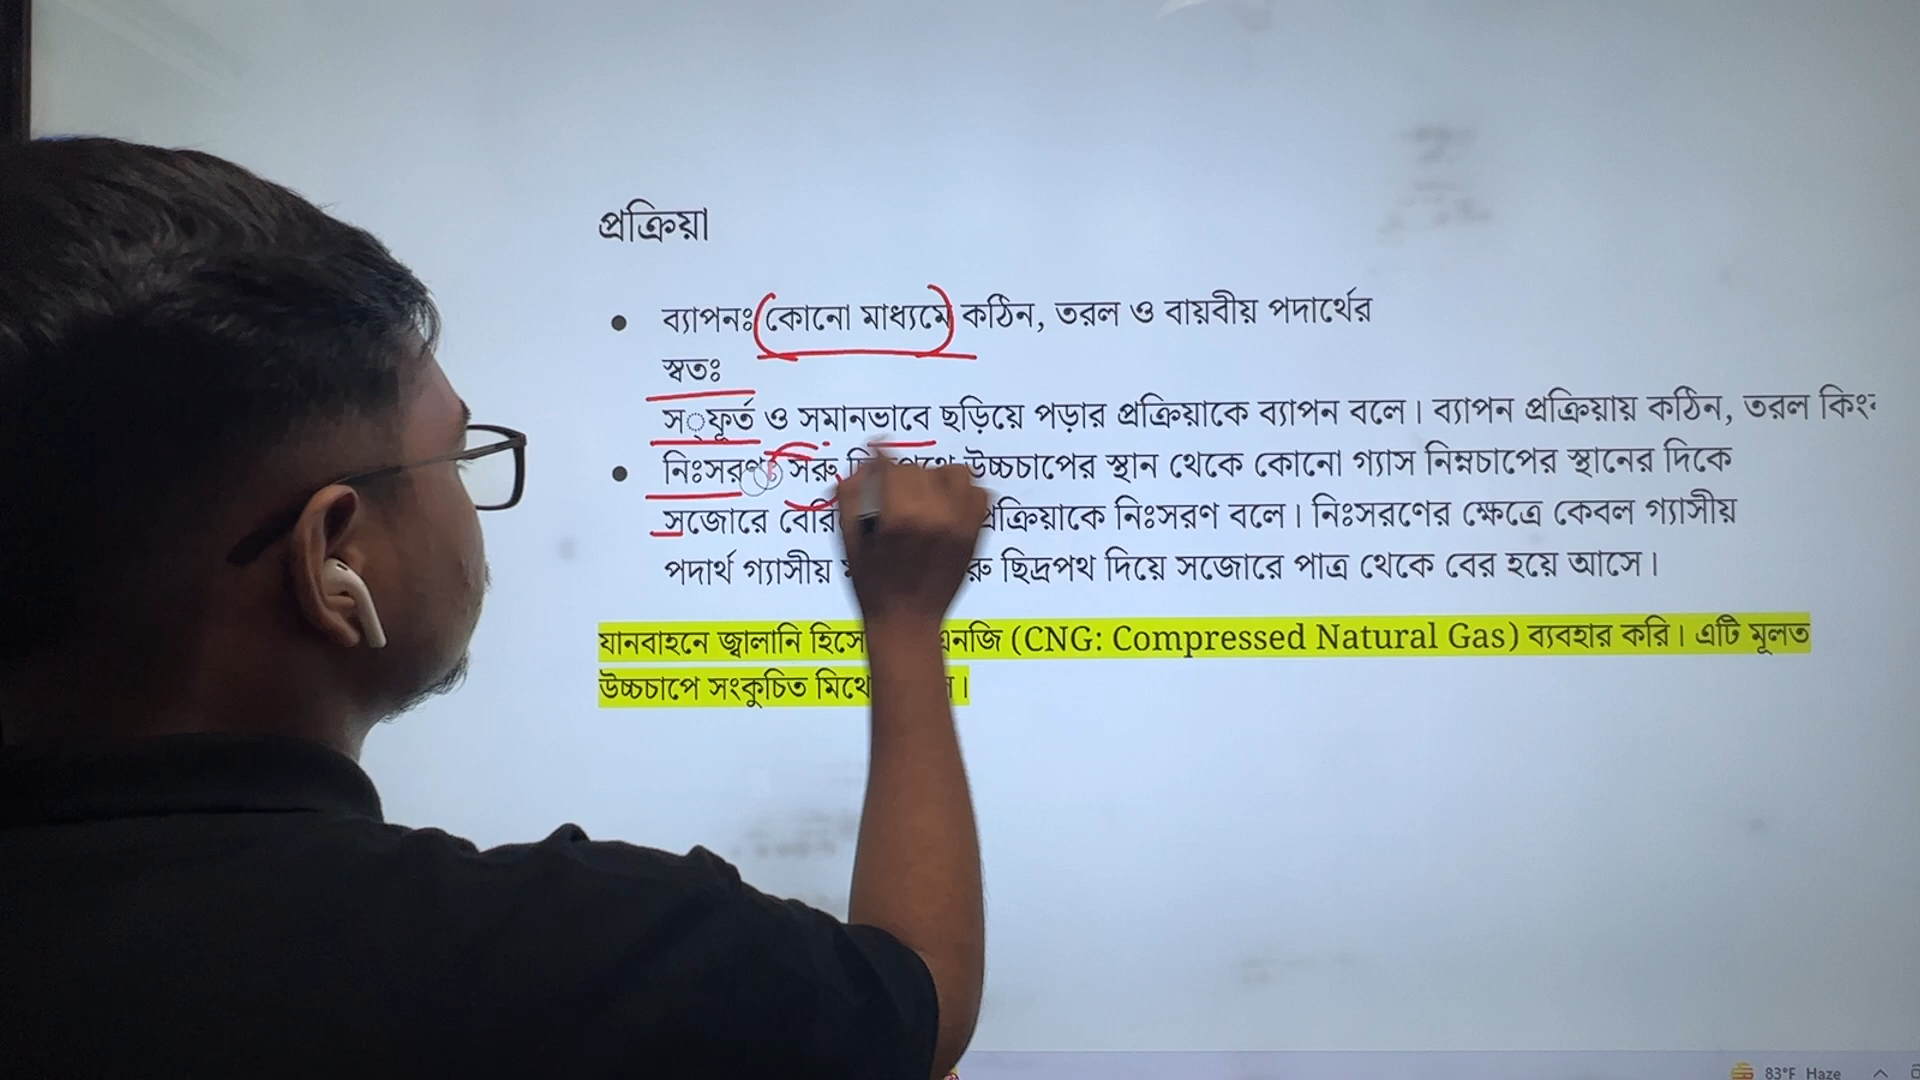 প্রক্রিয়া
ব্যাপনঃ (কোনো মাধ্যমে) কঠিন, তরল ও বায়বীয় পদার্থের
স্বতঃ
স্ফূর্ত ও সমানভাবে ছড়িয়ে পড়ার প্রক্রিয়াকে ব্যাপন বলে। ব্যাপন প্রক্রিয়ায় কঠিন, তরল
নিঃসরণঃ সরু উচ্চচাপের স্থান থেকে কোনো গ্যাস নিম্নচাপের স্থানের দিকে
সজোরে প্রক্রিয়াকে নিঃসরণ বলে। নিঃসরণের ক্ষেত্রে কেবল গ্যাসীয়
পদার্থ গ্যাসীয় ছিদ্রপথ দিয়ে সজোরে পাত্র থেকে বের হয়ে আসে।
যানবাহনে জ্বালানি (CNG: Compressed Natural Gas) ব্যবহার করি। এটি মূলত
উচ্চচাপে সংকুচিত
83°F Haze